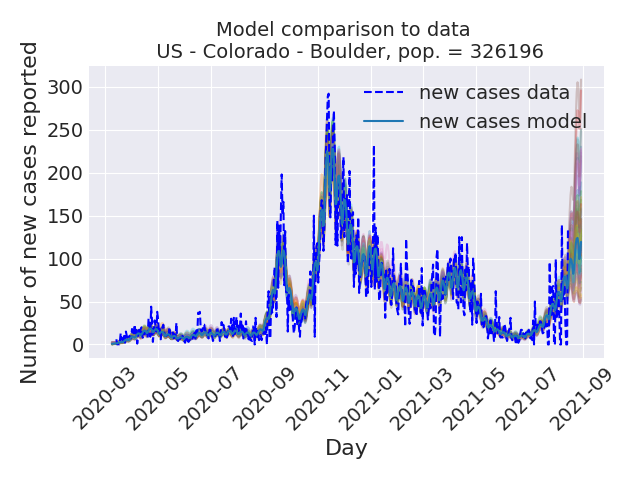 Model comparison to data
US - Colorado - Boulder, pop. = 326196
Number of new cases reported
300
250
200
150
100
50
0
new cases data
new cases model
2020-03
2020-05
2020-07
2020-09
2020-11
2021-01
2021-03
2021-05
2021-07
2021-09
Day